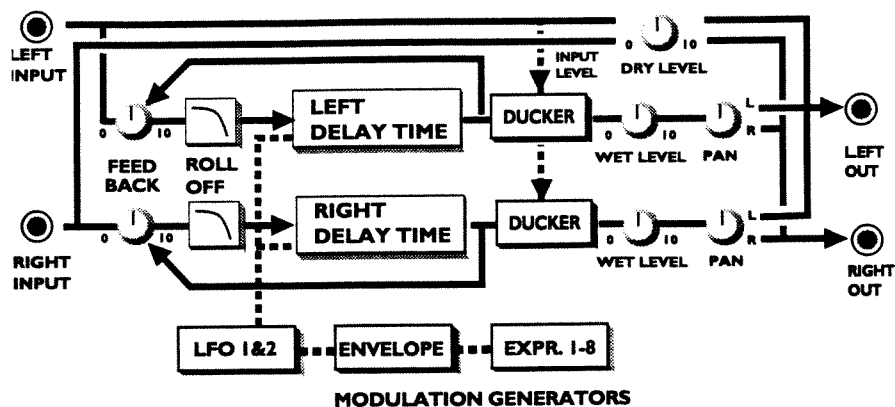 LEFT
INPUT
INPUT
LEVEL
0
10
DRY LEVEL
0
10
FEED
BACK
ROLL
OFF
LEFT
DELAY TIME
DUCKER
0
10
WET LEVEL
PAN
L
R
LEFT
OUT
RIGHT
INPUT
0
10
RIGHT
DELAY TIME
DUCKER
0
10
WET LEVEL
PAN
L
R
RIGHT
OUT
LFO 1&2
ENVELOPE
EXPR. 1-8
MODULATION GENERATORS